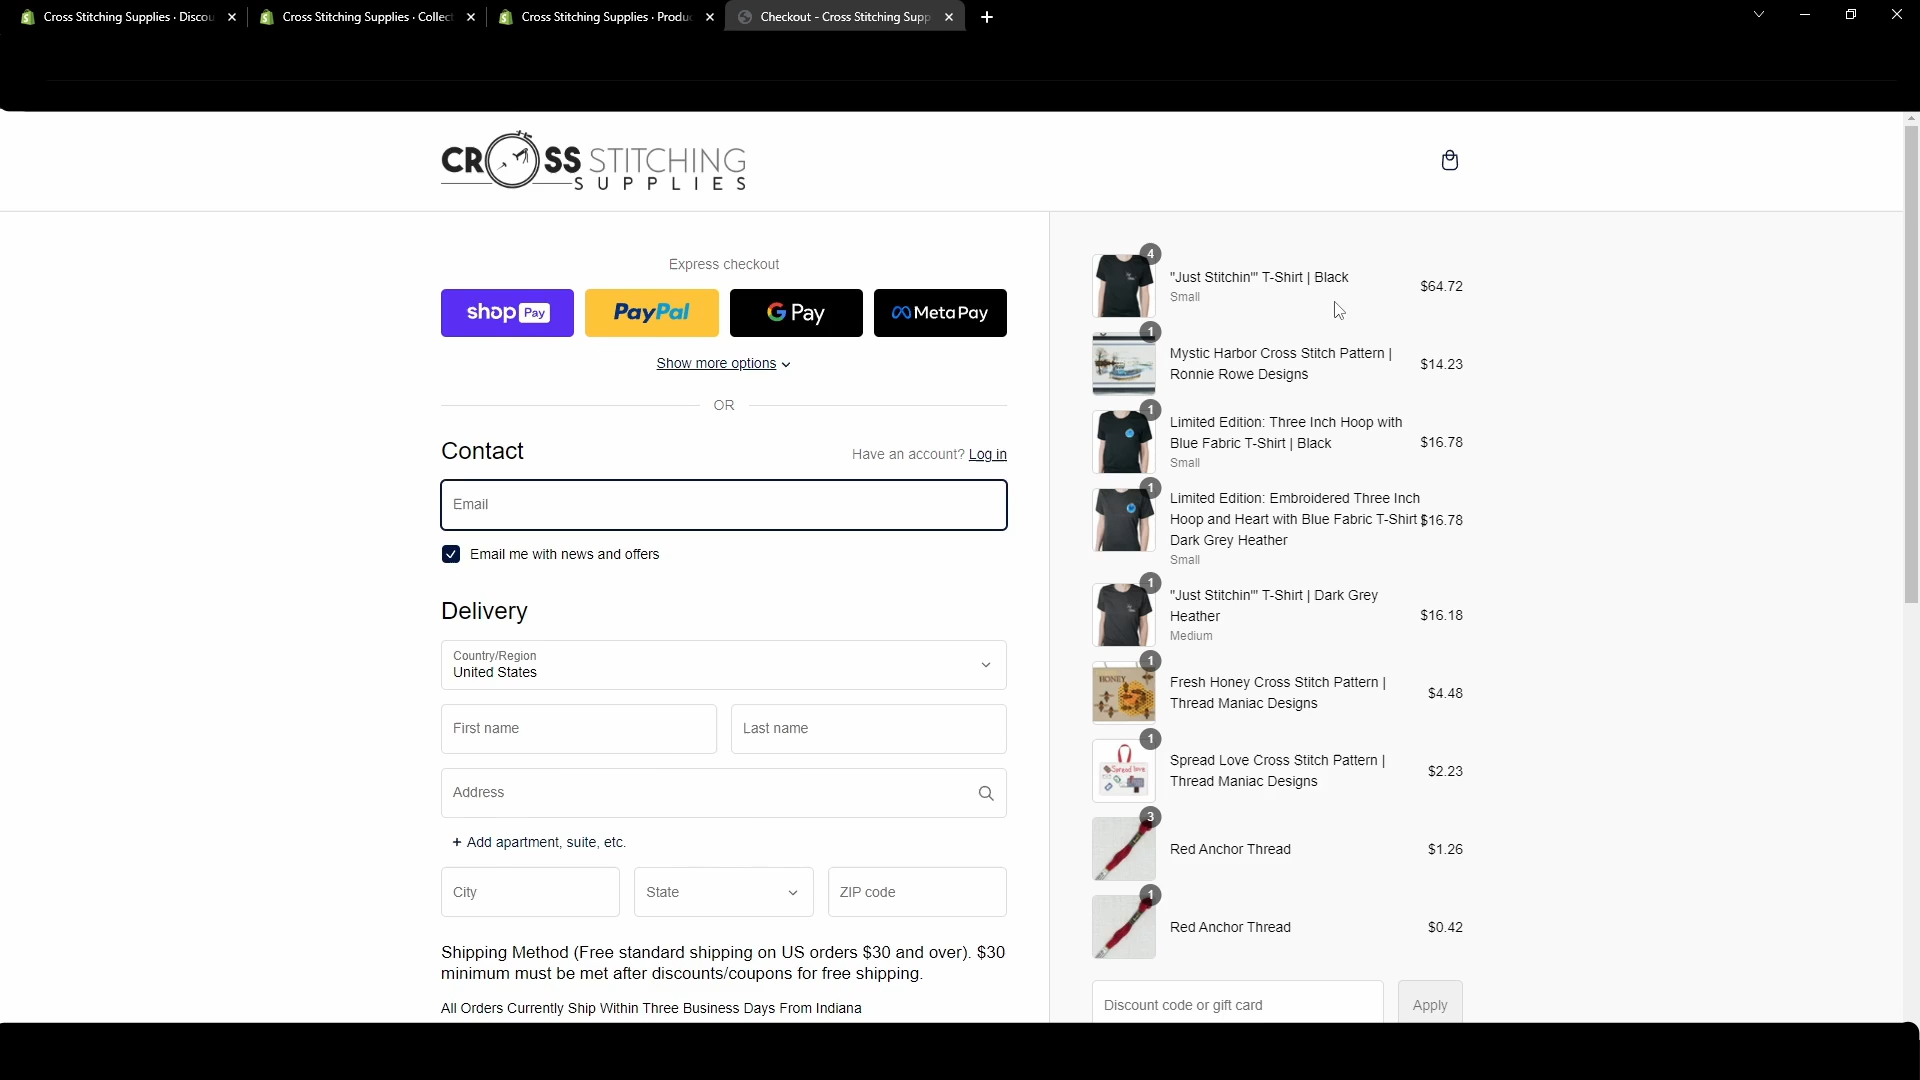 Cross Stitching Supplies · Discou
Cross Stitching Supplies · Collec
Cross Stitching Supplies · Produc
Checkout - Cross Stitching Supp
CROSS STITCHING
SUPPLIES
Express checkout
shop Pay
PayPal
G Pay
Meta Pay
Show more options
OR
Contact
Have an account? Log in
Email
Email me with news and offers
Delivery
Country/Region
United States
First name
Last name
Address
+ Add apartment, suite, etc.
City
State
ZIP code
Shipping Method (Free standard shipping on US orders $30 and over). $30
minimum must be met after discounts/coupons for free shipping.
All Orders Currently Ship Within Three Business Days From Indiana
4
"Just Stitchin'" T-Shirt | Black
Small
$64.72
1
Mystic Harbor Cross Stitch Pattern |
Ronnie Rowe Designs
$14.23
1
Limited Edition: Three Inch Hoop with
Blue Fabric T-Shirt | Black
Small
$16.78
1
Limited Edition: Embroidered Three Inch
Hoop and Heart with Blue Fabric T-Shirt
Dark Grey Heather
Small
$16.78
1
"Just Stitchin'" T-Shirt | Dark Grey
Heather
Medium
$16.18
1
HONEY
Fresh Honey Cross Stitch Pattern |
Thread Maniac Designs
$4.48
1
Spread love
Spread Love Cross Stitch Pattern |
Thread Maniac Designs
$2.23
3
Red Anchor Thread
$1.26
1
Red Anchor Thread
$0.42
Discount code or gift card
Apply